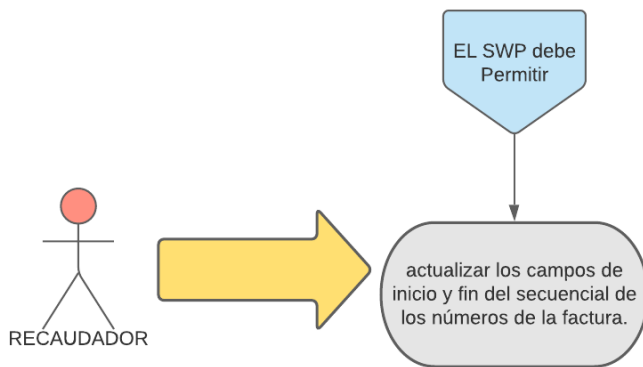 EL SWP debe
Permitir
actualizar los campos de
inicio y fin del secuencial de
los números de la factura.
RECAUDADOR